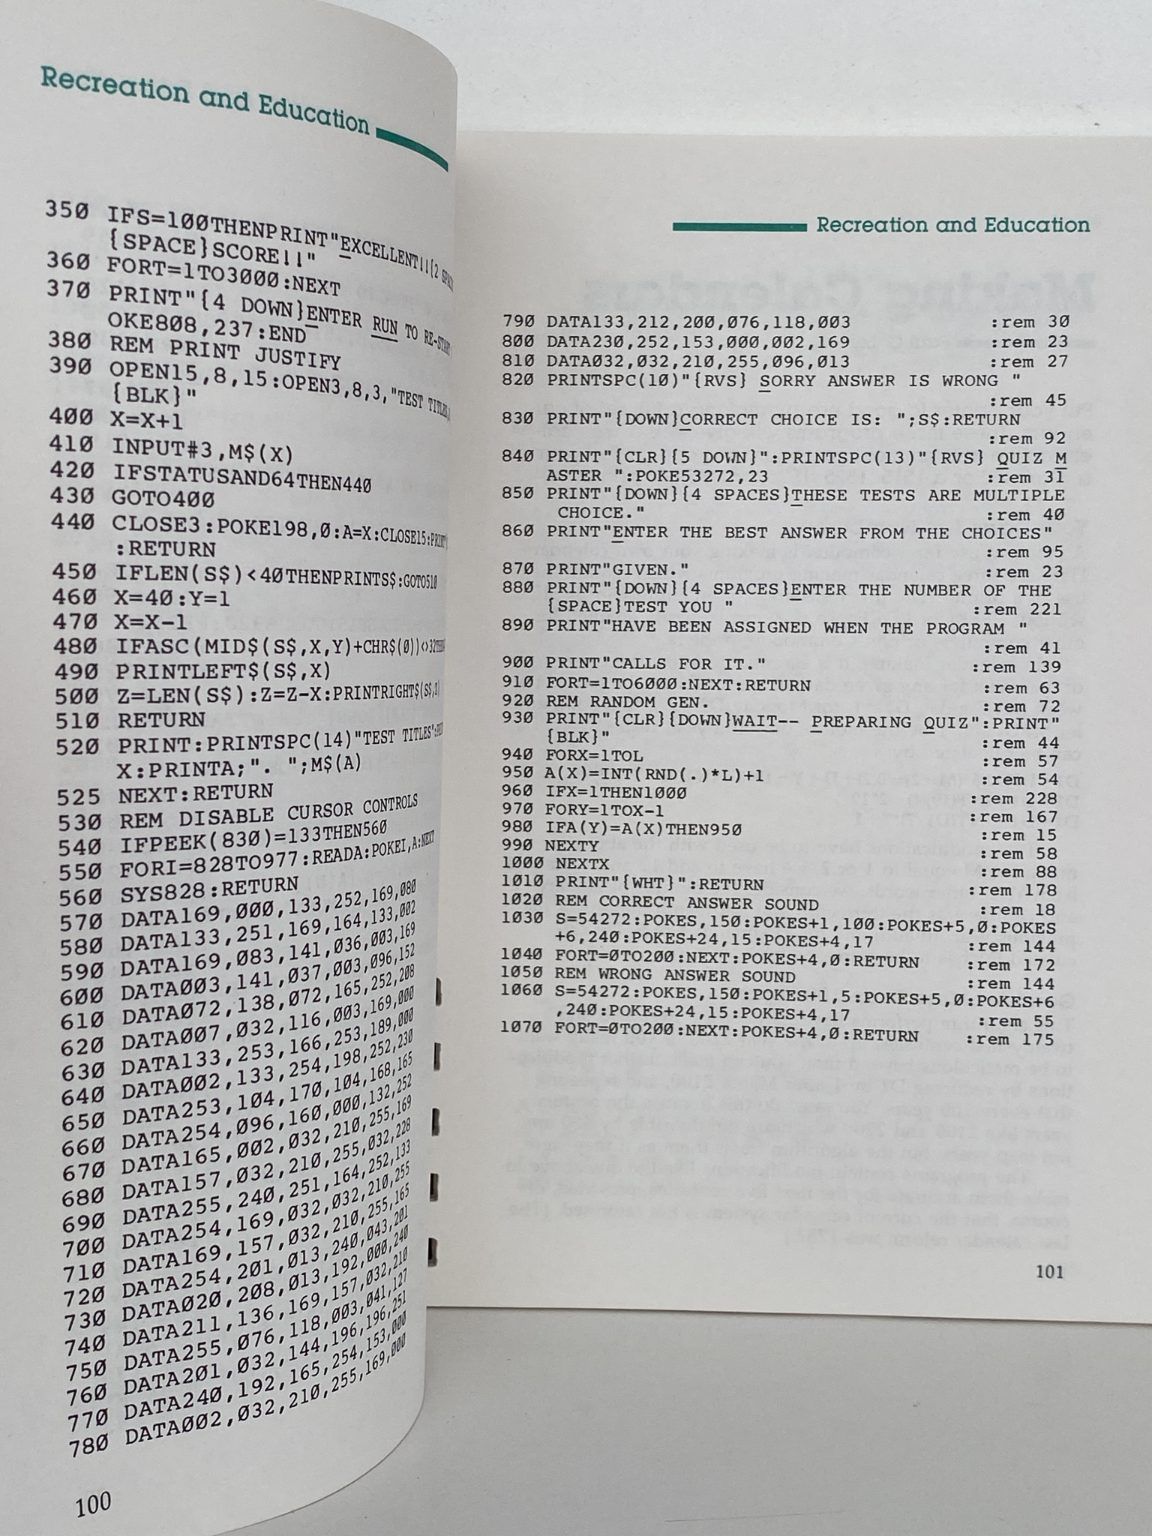 Recreation and Education
350 IFS=100THENPRINT"EXCELLENT!!{2
{SPACE}SCORE!!"
360 FORT=1TO3000:NEXT
370 PRINT"{4 DOWN}ENTER RUN TO RE-START
OKE808,237:END
380 REM PRINT JUSTIFY
390 OPEN15,8,15:OPEN3,8,3,"TEST TITLES
{BLK}"
400 X=X+1
410 INPUT#3,M$(X)
420 IFSTATUSAND64THEN440
430 GOTO400
440 CLOSE3:POKE198,0:A=X:CLOSE15:PRINT
:RETURN
450 IFLEN(S$)<40THENPRINTS$:GOTO510
460 X=40:Y=1
470 X=X-1
480 IFASC(MID$(S$,X,Y)+CHR$(0))<>32
490 PRINTLEFT$(S$,X)
500 Z=LEN(S$):Z=Z-X:PRINTRIGHT$(S$,Z)
510 RETURN
520 PRINT:PRINTSPC(14)"TEST TITLES"
X:PRINTA;". ";M$(A)
525 NEXT:RETURN
530 REM DISABLE CURSOR CONTROLS
540 IFPEEK(830)=133THEN560
550 FORI=828TO977:READA:POKEI,A:NEXT
560 SYS828:RETURN
570 DATA169,000,133,252,169,080
580 DATA133,251,169,164,133,002
590 DATA169,083,141,036,003,169
600 DATA003,141,037,003,096,152
610 DATA072,138,072,165,252,208
620 DATA007,032,116,003,169,000
630 DATA133,253,166,253,189,000
640 DATA002,133,254,198,252,230
650 DATA253,104,170,104,168,165
660 DATA254,096,160,000,132,252
670 DATA165,002,032,210,255,169
680 DATA157,032,210,255,032,228
690 DATA255,240,251,164,252,133
700 DATA254,169,032,032,210,255
710 DATA169,157,032,210,255,165
720 DATA254,201,013,240,043,201
730 DATA020,208,013,192,000,240
740 DATA211,136,169,157,032,210
750 DATA255,076,118,003,041,127
760 DATA201,032,144,196,196,251
770 DATA240,192,165,254,153,000
780 DATA002,032,210,255,169,000
100
Recreation and Education
790 DATA133,212,200,076,118,003 :rem 30
800 DATA230,252,153,000,002,169 :rem 23
810 DATA032,032,210,255,096,013 :rem 27
820 PRINTSPC(10)"{RVS} SORRY ANSWER IS WRONG "
:rem 45
830 PRINT"{DOWN}CORRECT CHOICE IS: ";S$:RETURN
:rem 92
840 PRINT"{CLR}{5 DOWN}":PRINTSPC(13)"{RVS} QUIZ M
ASTER ":POKE53272,23 :rem 31
850 PRINT"{DOWN}{4 SPACES}THESE TESTS ARE MULTIPLE
CHOICE." :rem 40
860 PRINT"ENTER THE BEST ANSWER FROM THE CHOICES"
:rem 95
870 PRINT"GIVEN." :rem 23
880 PRINT"{DOWN}{4 SPACES}ENTER THE NUMBER OF THE
{SPACE}TEST YOU " :rem 221
890 PRINT"HAVE BEEN ASSIGNED WHEN THE PROGRAM "
:rem 41
900 PRINT"CALLS FOR IT." :rem 139
910 FORT=1TO6000:NEXT:RETURN :rem 63
920 REM RANDOM GEN. :rem 72
930 PRINT"{CLR}{DOWN}WAIT-- PREPARING QUIZ":PRINT"
{BLK}" :rem 44
940 FORX=1TOL :rem 57
950 A(X)=INT(RND(.)*L)+1 :rem 54
960 IFX=1THEN1000 :rem 228
970 FORY=1TOX-1 :rem 167
980 IFA(Y)=A(X)THEN950 :rem 15
990 NEXTY :rem 58
1000 NEXTX :rem 88
1010 PRINT"{WHT}":RETURN :rem 178
1020 REM CORRECT ANSWER SOUND :rem 18
1030 S=54272:POKES,150:POKES+1,100:POKES+5,0:POKES
+6,240:POKES+24,15:POKES+4,17 :rem 144
1040 FORT=0TO200:NEXT:POKES+4,0:RETURN :rem 172
1050 REM WRONG ANSWER SOUND :rem 144
1060 S=54272:POKES,150:POKES+1,5:POKES+5,0:POKES+6
,240:POKES+24,15:POKES+4,17 :rem 55
1070 FORT=0TO200:NEXT:POKES+4,0:RETURN :rem 175
101